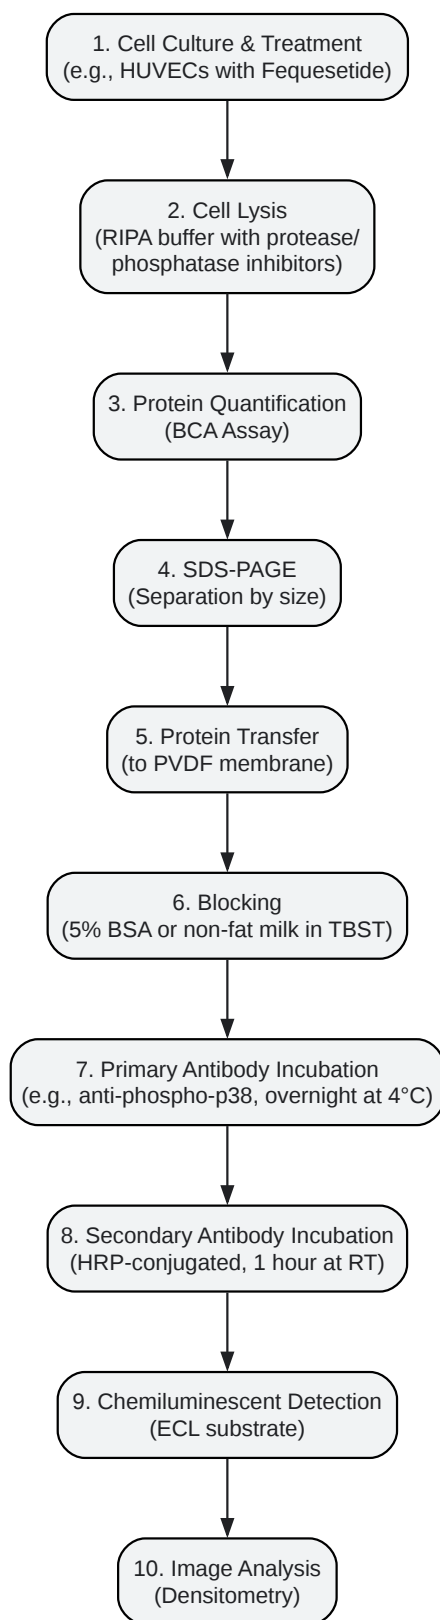 1. Cell Culture & Treatment
(e.g., HUVECs with Fequesetide)
2. Cell Lysis
(RIPA buffer with protease/
phosphatase inhibitors)
3. Protein Quantification
(BCA Assay)
4. SDS-PAGE
(Separation by size)
5. Protein Transfer
(to PVDF membrane)
6. Blocking
(5% BSA or non-fat milk in TBST)
7. Primary Antibody Incubation
(e.g., anti-phospho-p38, overnight at 4°C)
8. Secondary Antibody Incubation
(HRP-conjugated, 1 hour at RT)
9. Chemiluminescent Detection
(ECL substrate)
10. Image Analysis
(Densitometry)